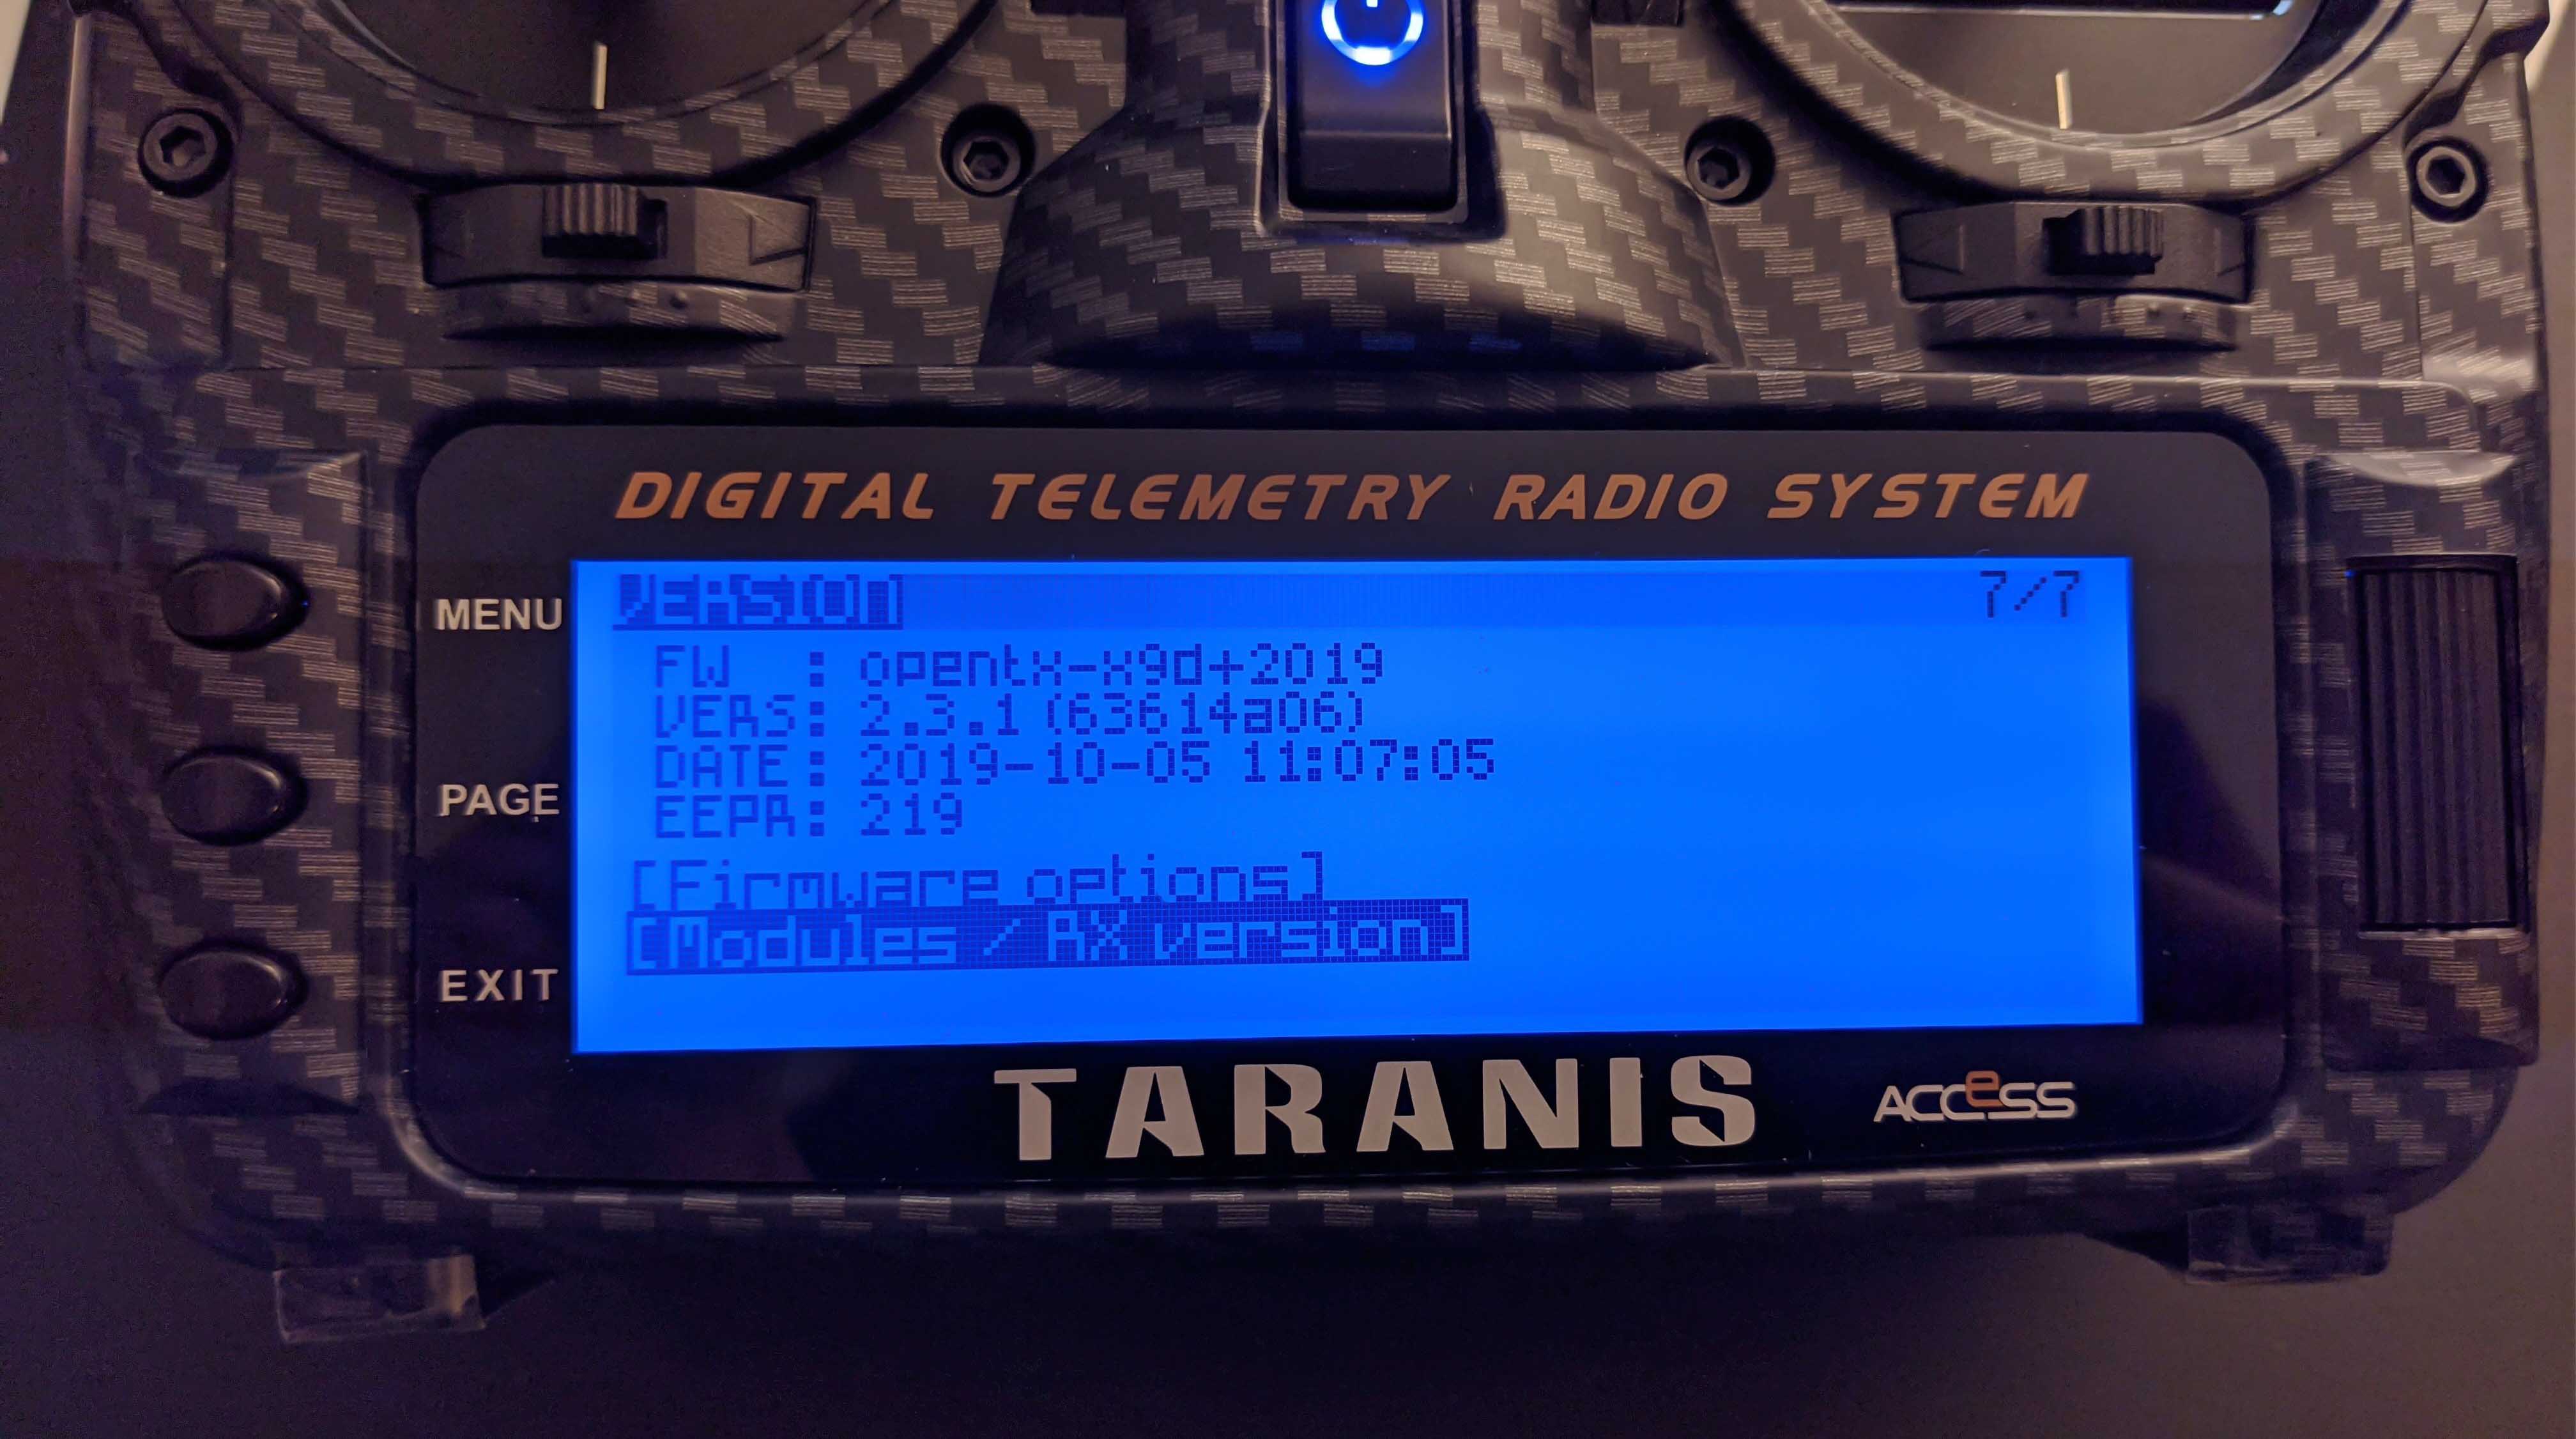 DIGITAL TELEMETRY RADIO SYSTEM
VERSION 7/7
FW : opentx-x9d+2019
VERS: 2.3.1 (63614a06)
DATE: 2019-10-05 11:07:05
EEPR: 219
[Firmware options]
[Modules / RX version]
MENU
PAGE
EXIT
TARANIS
ACCeSS